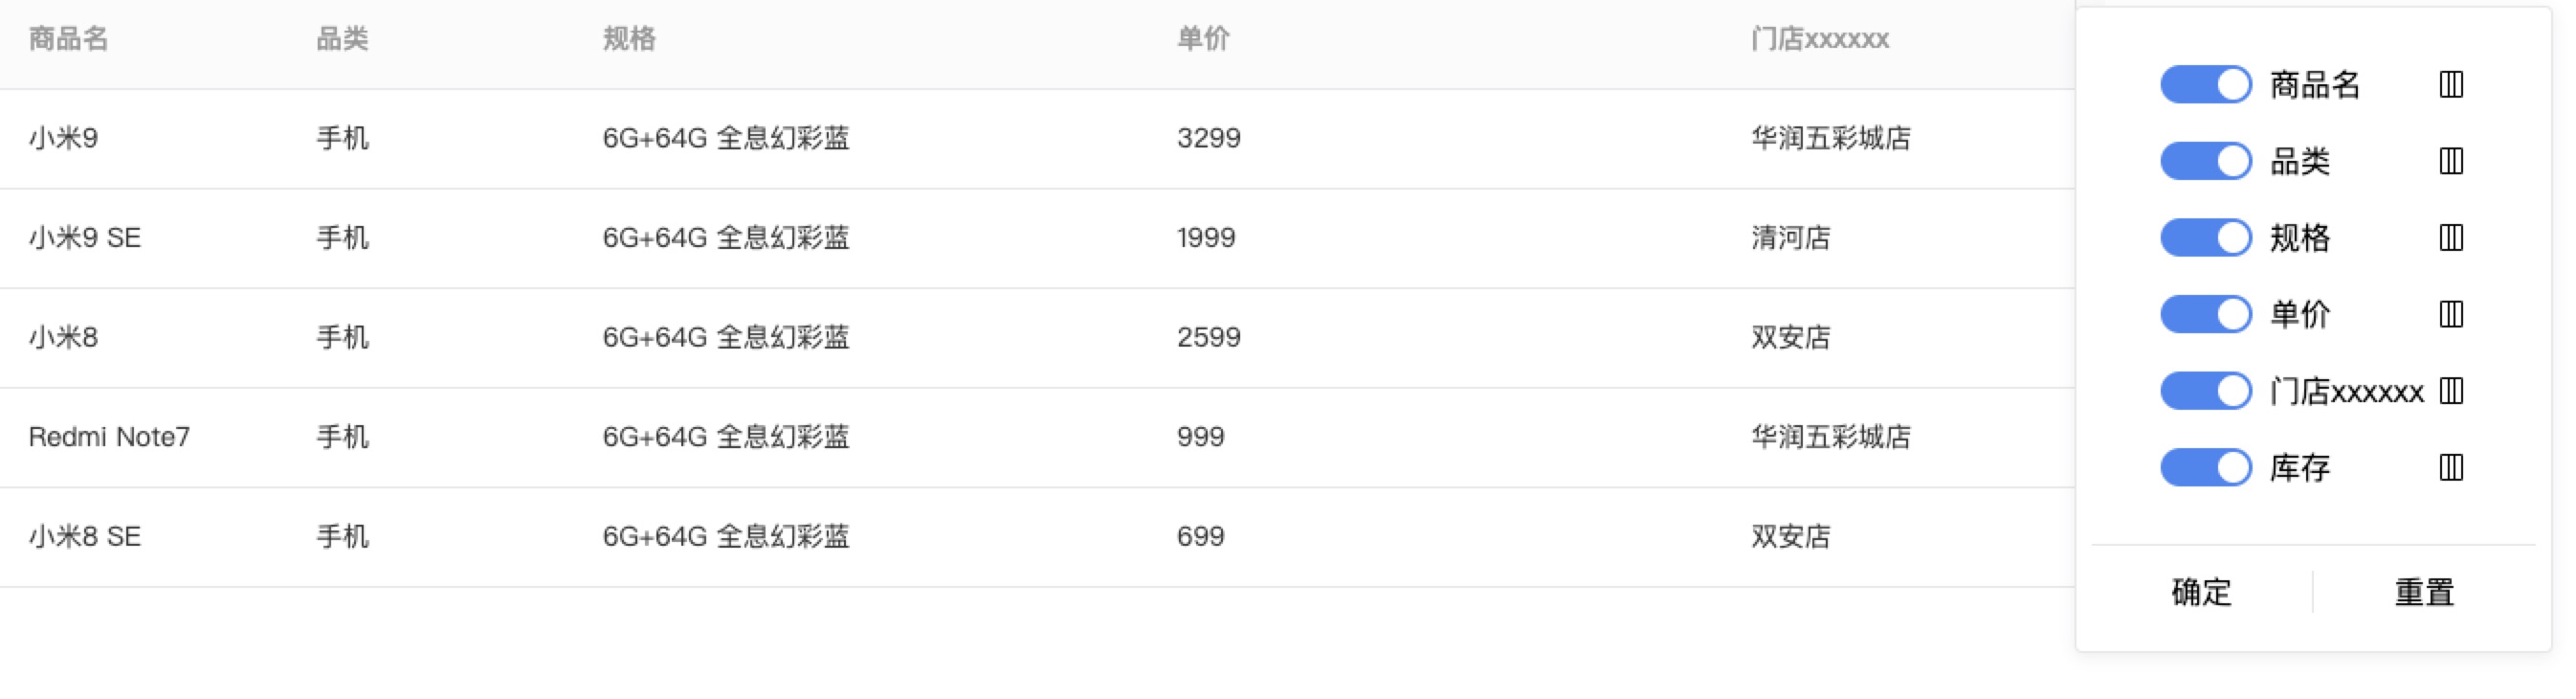 商品名 品类 规格 单价 门店xxxxxx
小米9 手机 6G+64G 全息幻彩蓝 3299 华润五彩城店
小米9 SE 手机 6G+64G 全息幻彩蓝 1999 清河店
小米8 手机 6G+64G 全息幻彩蓝 2599 双安店
Redmi Note7 手机 6G+64G 全息幻彩蓝 999 华润五彩城店
小米8 SE 手机 6G+64G 全息幻彩蓝 699 双安店
商品名
品类
规格
单价
门店xxxxxx
库存
确定 重置